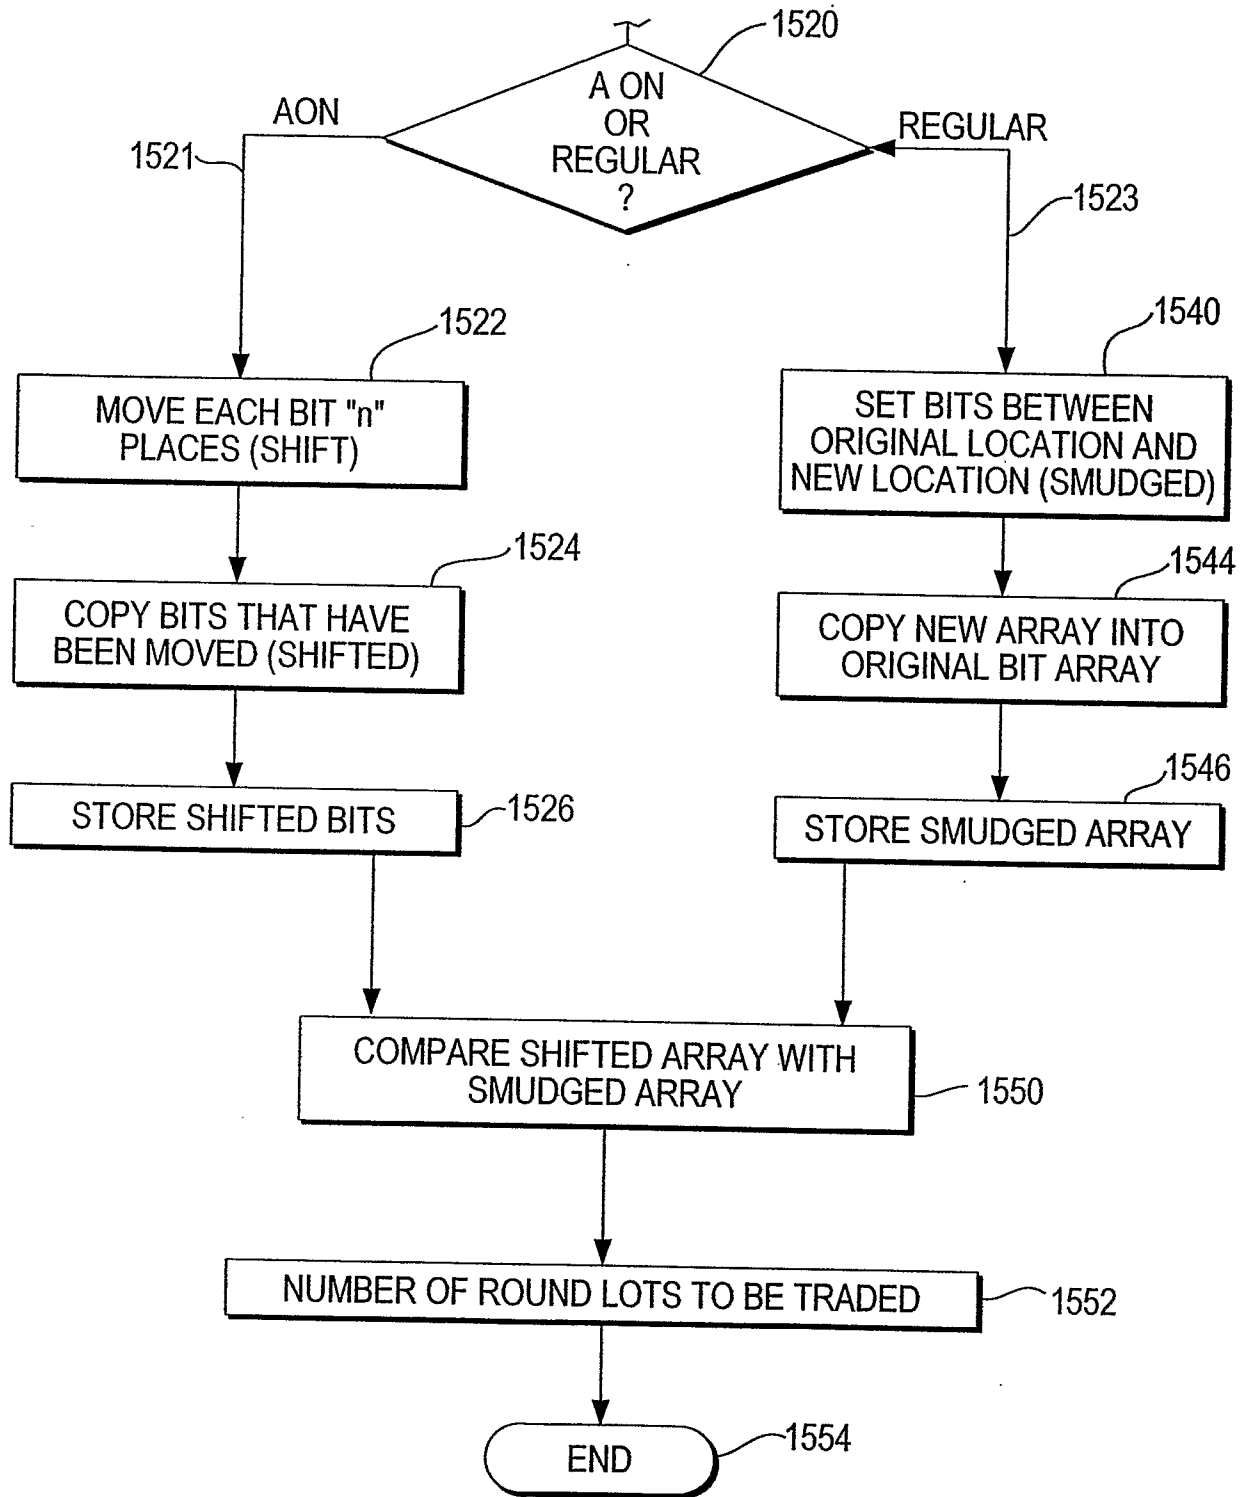 1520
A ON
OR
REGULAR
?
AON
REGULAR
1521
1523
1522
MOVE EACH BIT "n"
PLACES (SHIFT)
1540
SET BITS BETWEEN
ORIGINAL LOCATION AND
NEW LOCATION (SMUDGED)
1524
COPY BITS THAT HAVE
BEEN MOVED (SHIFTED)
1544
COPY NEW ARRAY INTO
ORIGINAL BIT ARRAY
STORE SHIFTED BITS
1526
1546
STORE SMUDGED ARRAY
COMPARE SHIFTED ARRAY WITH
SMUDGED ARRAY
1550
NUMBER OF ROUND LOTS TO BE TRADED
1552
END
1554